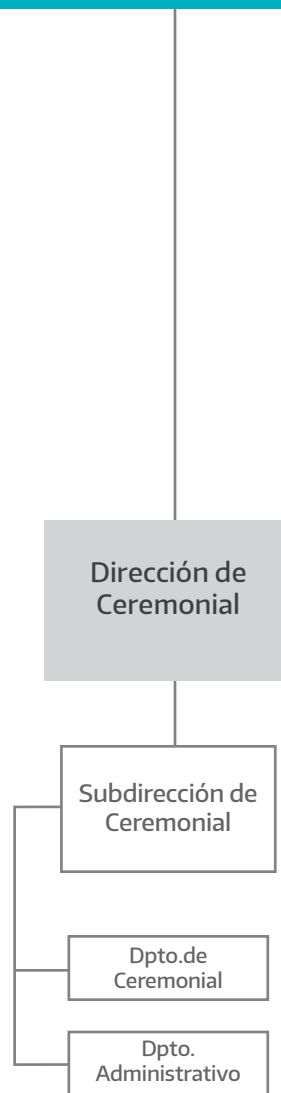 Dirección de
Ceremonial
Subdirección de
Ceremonial
Dpto.de
Ceremonial
Dpto.
Administrativo